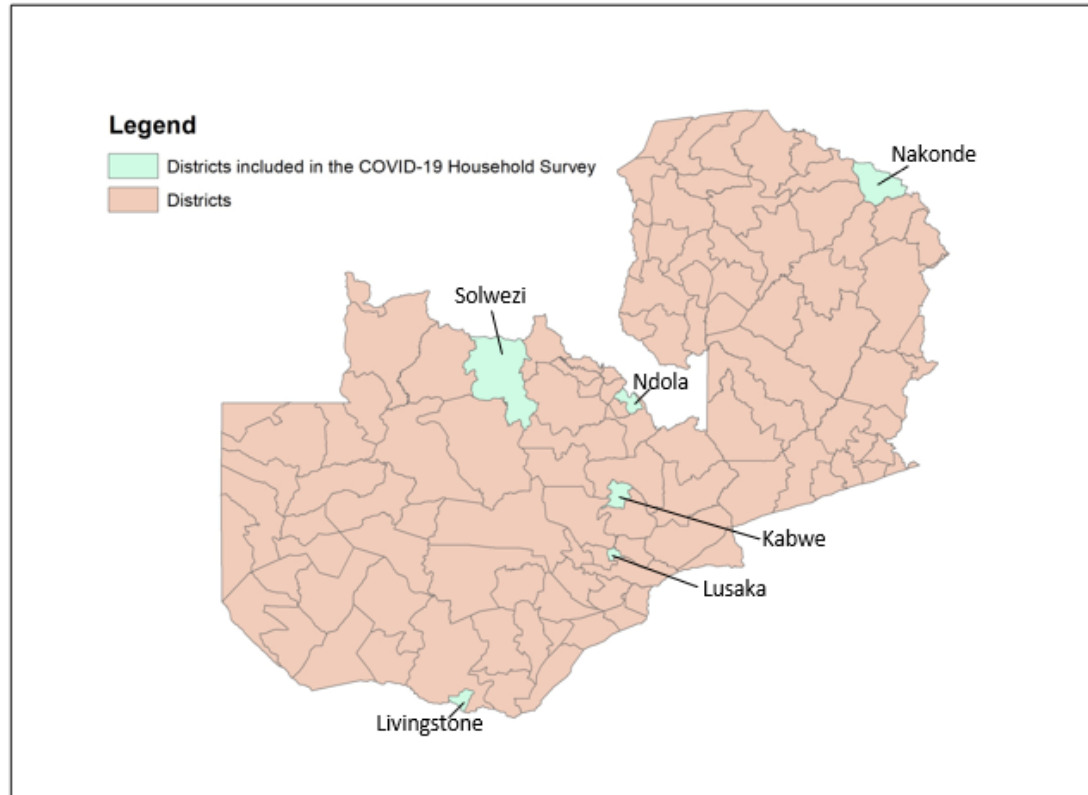 Legend
Districts included in the COVID-19 Household Survey
Districts
Nakonde
Solwezi
Ndola
Kabwe
Lusaka
Livingstone